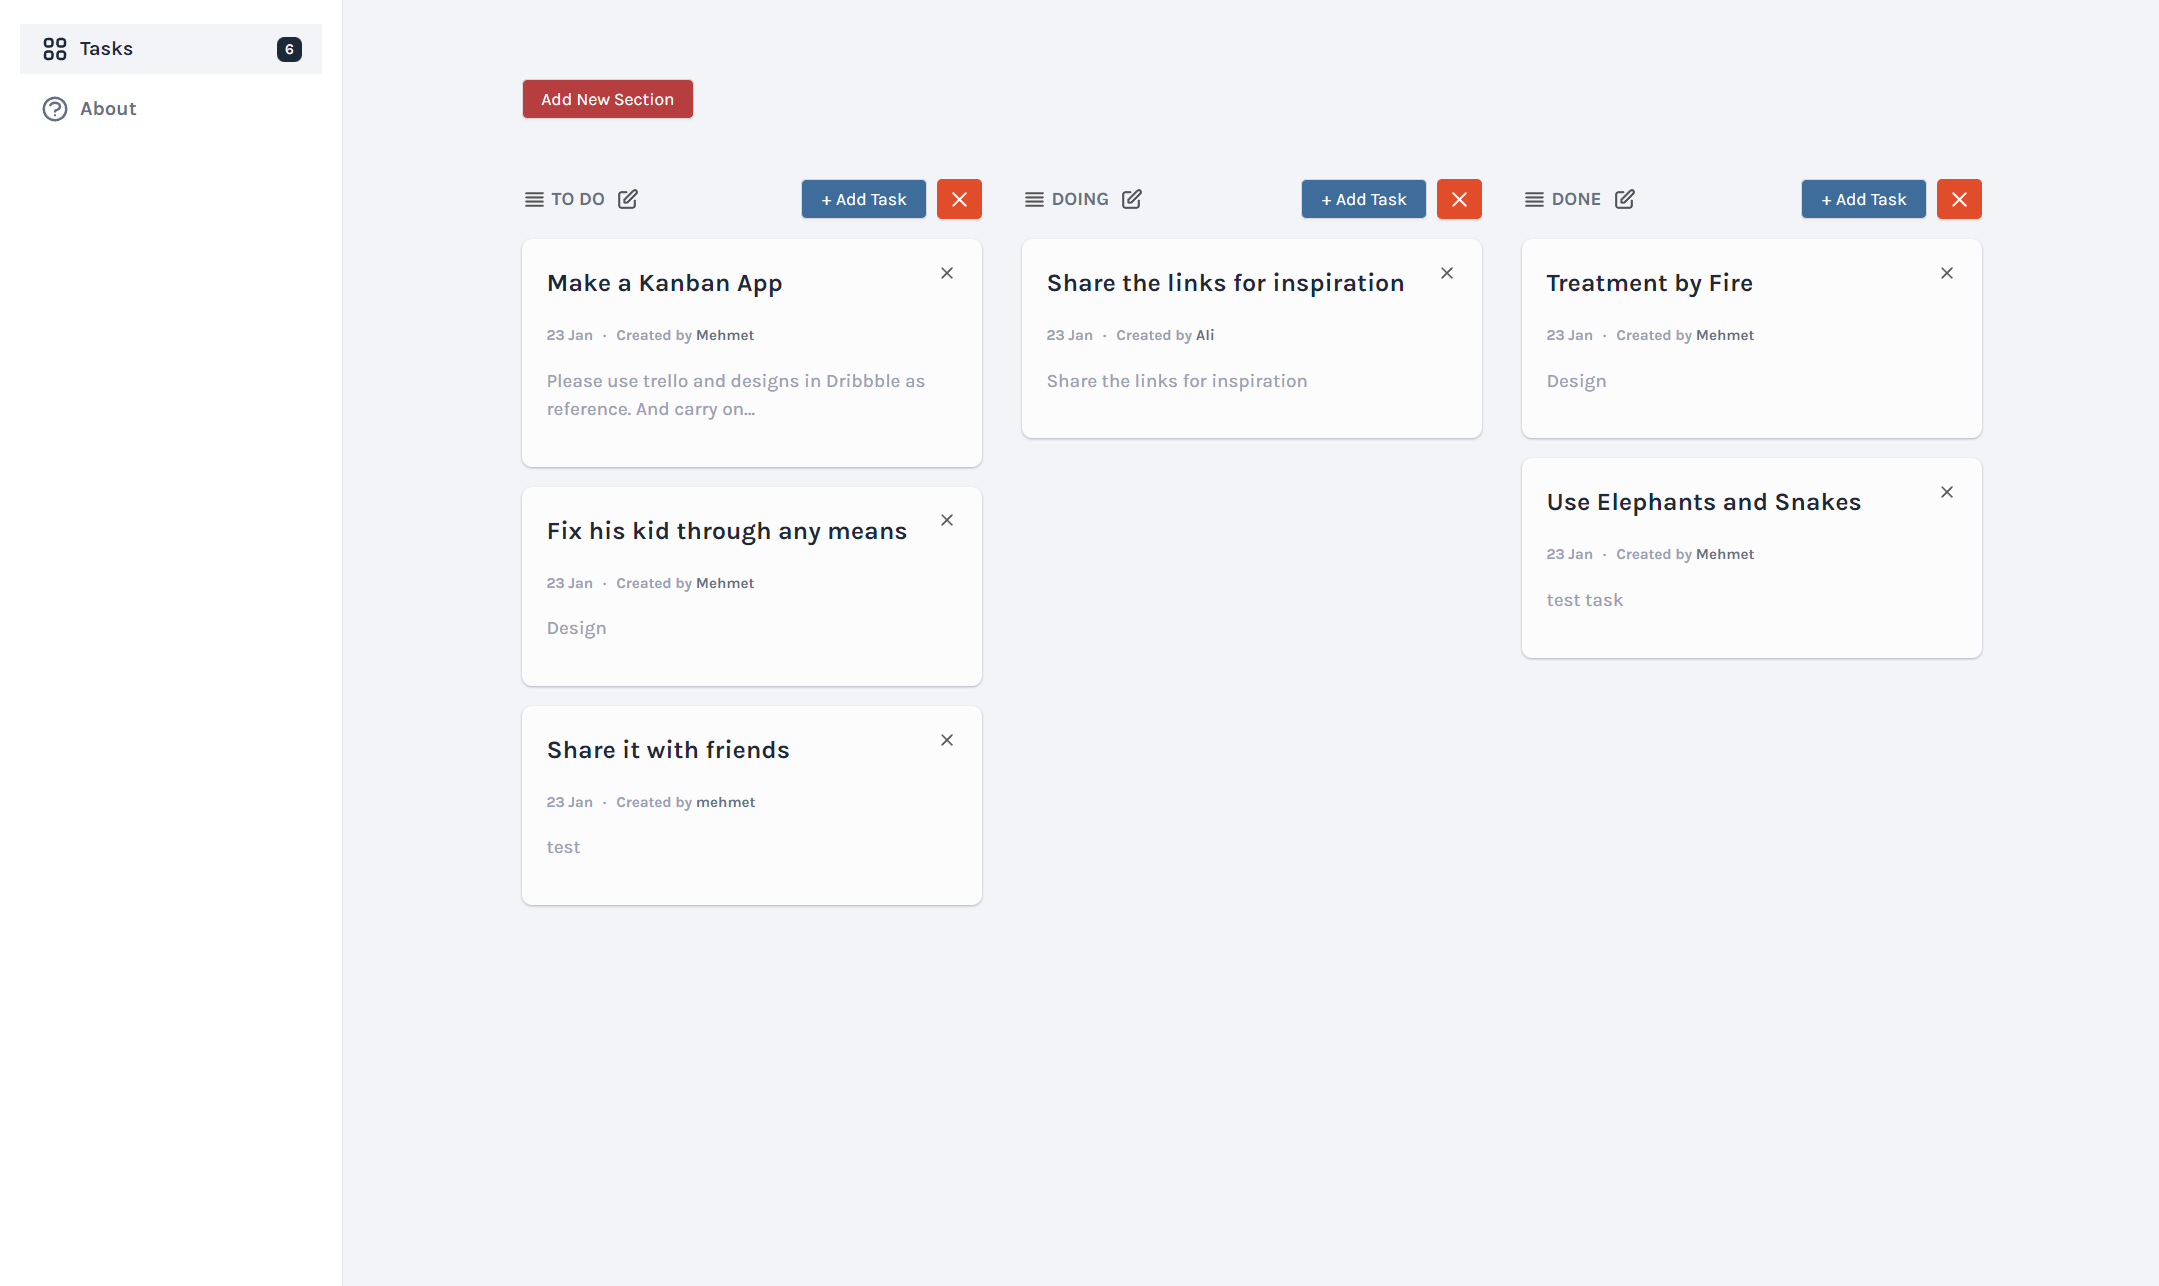 Tasks
6
About
Add New Section
TO DO
+ Add Task
Make a Kanban App
23 Jan · Created by Mehmet
Please use trello and designs in Dribbble as
reference. And carry on...
Fix his kid through any means
23 Jan · Created by Mehmet
Design
Share it with friends
23 Jan · Created by mehmet
test
DOING
+ Add Task
Share the links for inspiration
23 Jan · Created by Ali
Share the links for inspiration
DONE
+ Add Task
Treatment by Fire
23 Jan · Created by Mehmet
Design
Use Elephants and Snakes
23 Jan · Created by Mehmet
test task